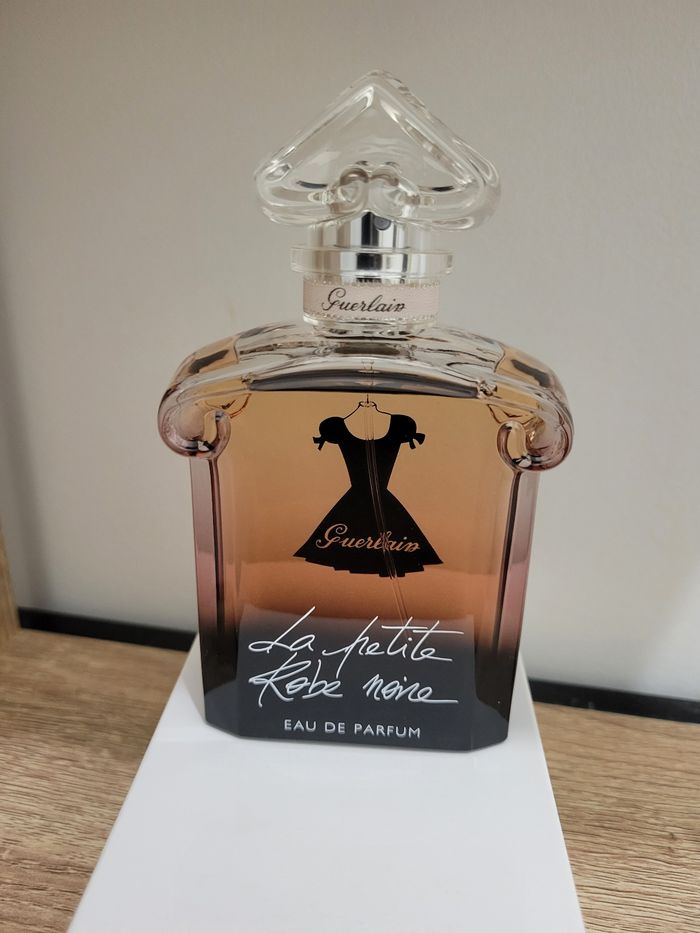 Guerlain
Guerlain
La petite
Robe noire
EAU DE PARFUM